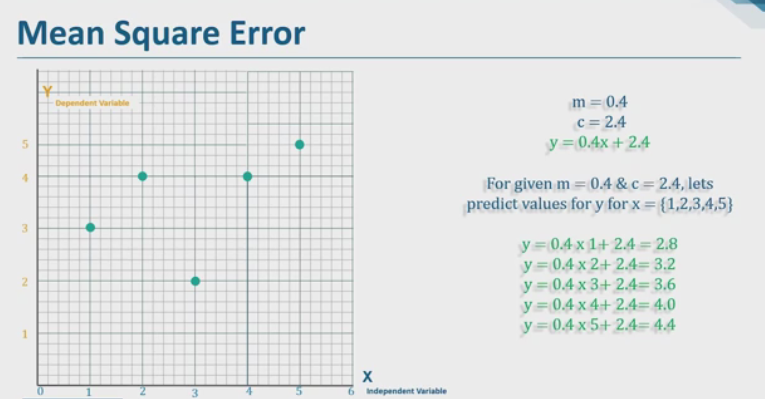 Mean Square Error
Y
Dependent Variable
5
4
3
2
1
0 1 2 3 4 5 6
X
Independent Variable
m = 0.4
c = 2.4
y = 0.4x + 2.4
For given m = 0.4 & c = 2.4, lets
predict values for y for x = {1,2,3,4,5}
y = 0.4 x 1+ 2.4 = 2.8
y = 0.4 x 2+ 2.4= 3.2
y = 0.4 x 3+ 2.4= 3.6
y = 0.4 x 4+ 2.4= 4.0
y = 0.4 x 5+ 2.4= 4.4